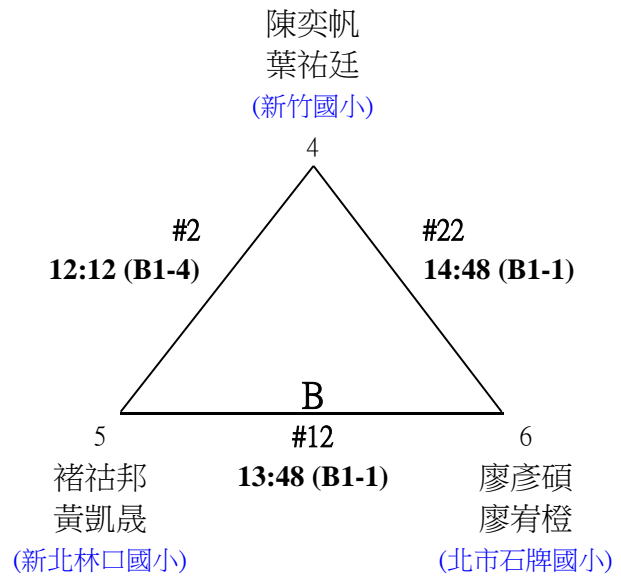 陳奕帆
葉祐廷
(新竹國小)
4
#2
12:12 (B1-4)
#22
14:48 (B1-1)
B
5
#12
6
褚祜邦
13:48 (B1-1)
廖彥碩
黃凱晟
廖宥橙
(新北林口國小)
(北市石牌國小)